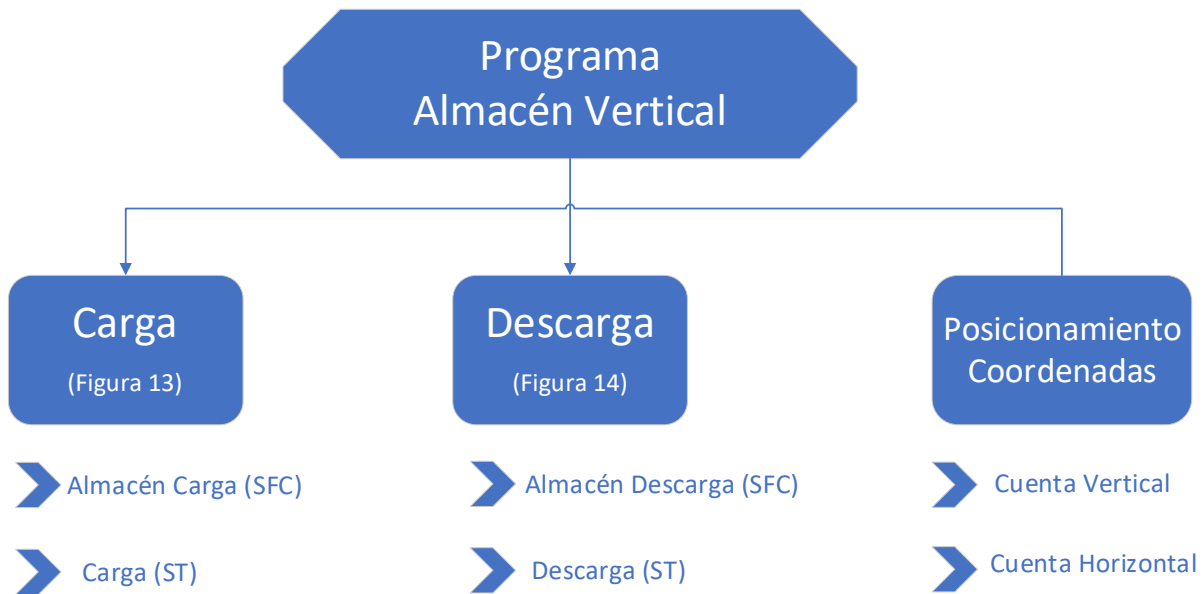 Programa
Almacén Vertical
Carga
(Figura 13)
Descarga
(Figura 14)
Posicionamiento
Coordenadas
Almacén Carga (SFC)
Almacén Descarga (SFC)
Cuenta Vertical
Carga (ST)
Descarga (ST)
Cuenta Horizontal